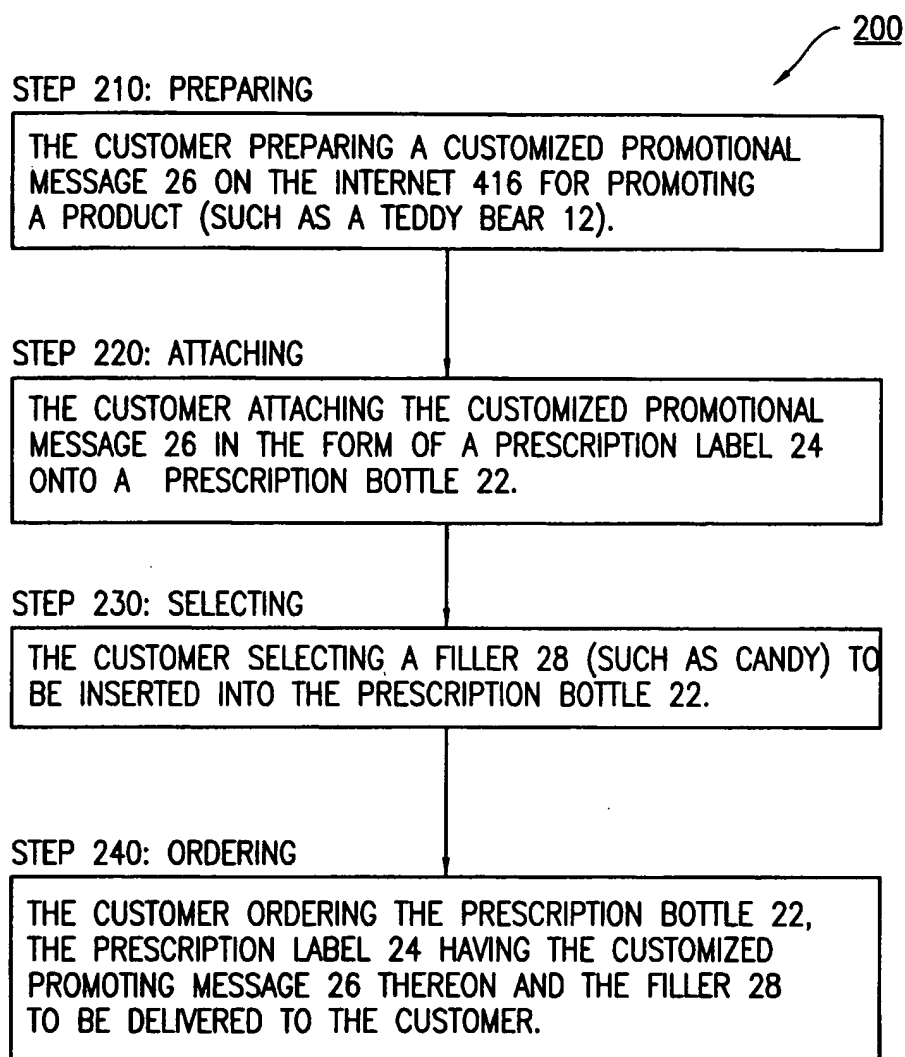 200
STEP 210: PREPARING
THE CUSTOMER PREPARING A CUSTOMIZED PROMOTIONAL
MESSAGE 26 ON THE INTERNET 416 FOR PROMOTING
A PRODUCT (SUCH AS A TEDDY BEAR 12).
STEP 220: ATTACHING
THE CUSTOMER ATTACHING THE CUSTOMIZED PROMOTIONAL
MESSAGE 26 IN THE FORM OF A PRESCRIPTION LABEL 24
ONTO A PRESCRIPTION BOTTLE 22.
STEP 230: SELECTING
THE CUSTOMER SELECTING A FILLER 28 (SUCH AS CANDY) TO
BE INSERTED INTO THE PRESCRIPTION BOTTLE 22.
STEP 240: ORDERING
THE CUSTOMER ORDERING THE PRESCRIPTION BOTTLE 22,
THE PRESCRIPTION LABEL 24 HAVING THE CUSTOMIZED
PROMOTING MESSAGE 26 THEREON AND THE FILLER 28
TO BE DELIVERED TO THE CUSTOMER.